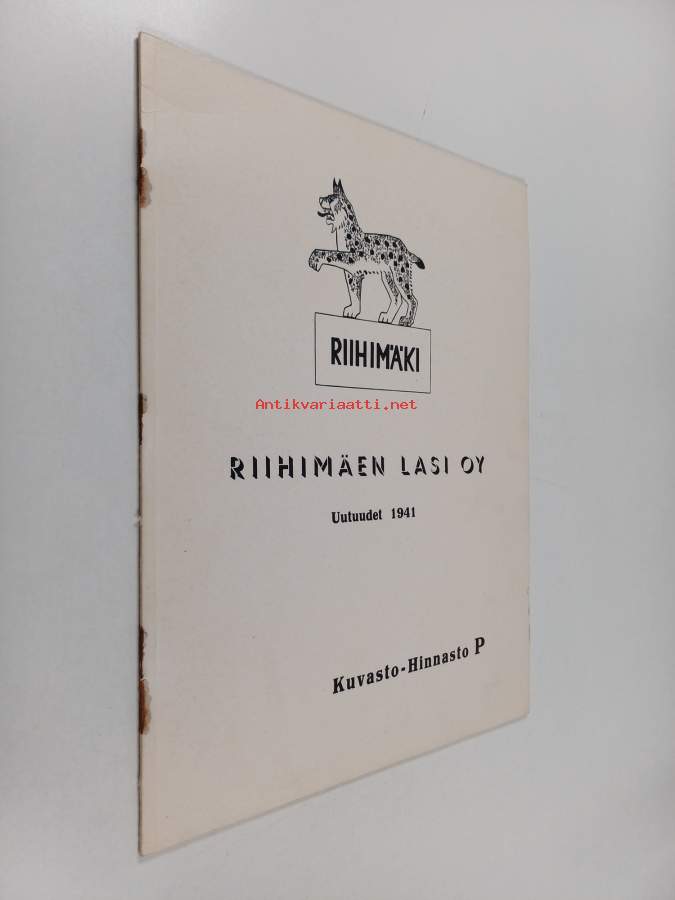 RIIHIMÄKI
Antikvariaatti.net
RIIHIMÄEN LASI OY
Uutuudet 1941
Kuvasto-Hinnasto P